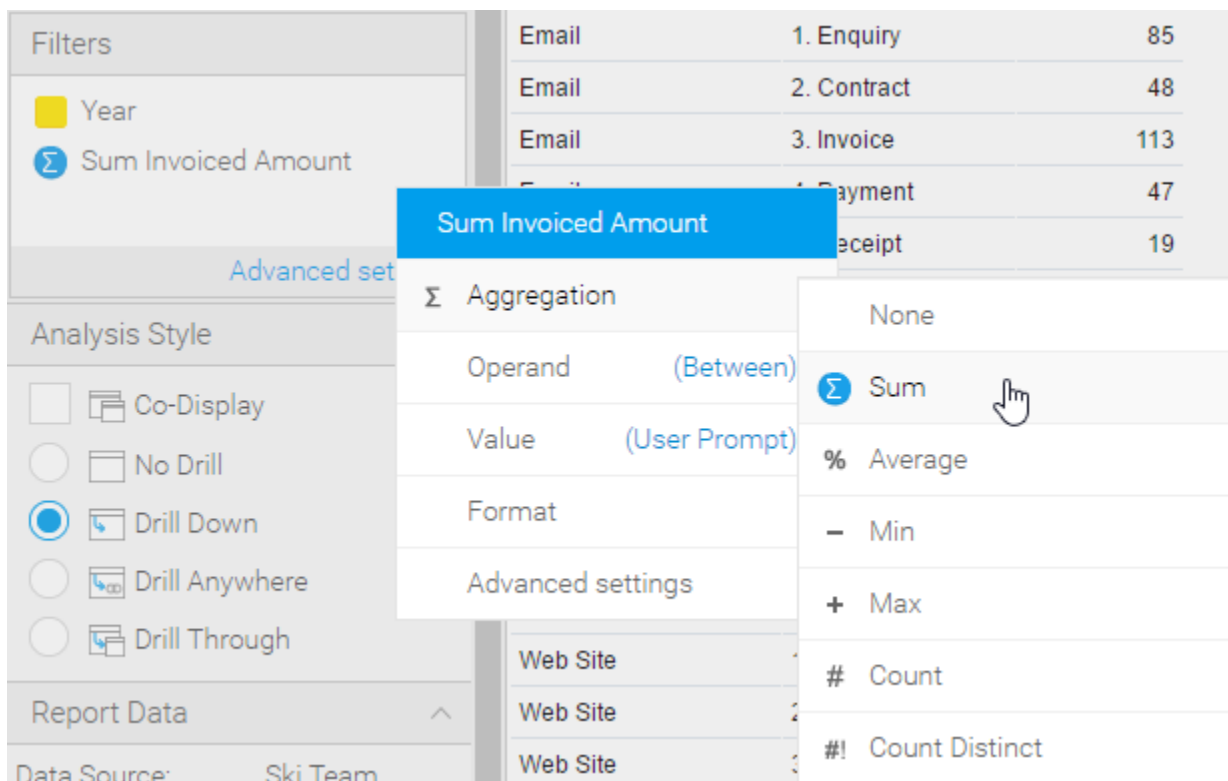 Filters
Year
Sum Invoiced Amount
Advanced set
Analysis Style
Co-Display
No Drill
Drill Down
Drill Anywhere
Drill Through
Report Data
Data Source: Ski Team
Email 1. Enquiry 85
Email 2. Contract 48
Email 3. Invoice 113
ayment 47
eceipt 19
Web Site
Web Site
Web Site
Sum Invoiced Amount
Σ Aggregation
Operand (Between)
Value (User Prompt)
Format
Advanced settings
None
Σ Sum
% Average
− Min
+ Max
# Count
#! Count Distinct